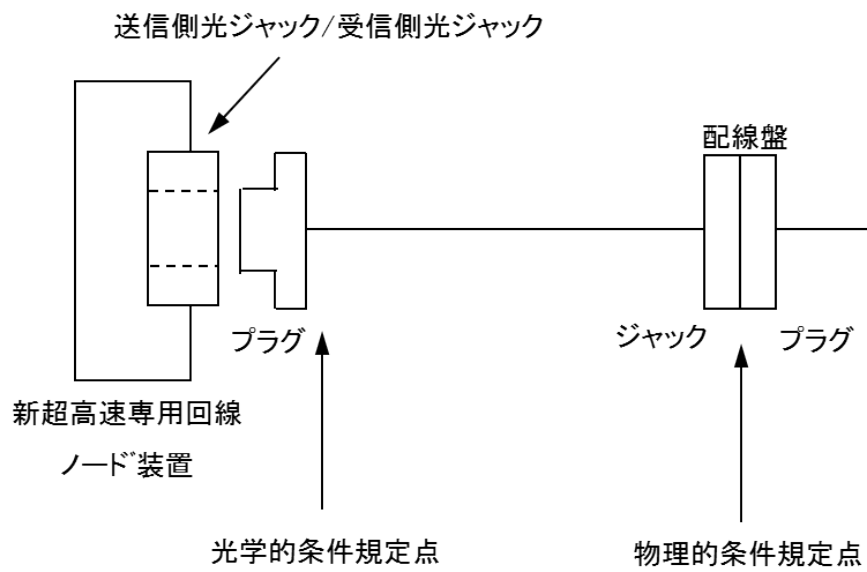 送信側光ジャック/受信側光ジャック
配線盤
プラグ
ジャック
プラグ
新超高速専用回線
ノード装置
光学的条件規定点
物理的条件規定点